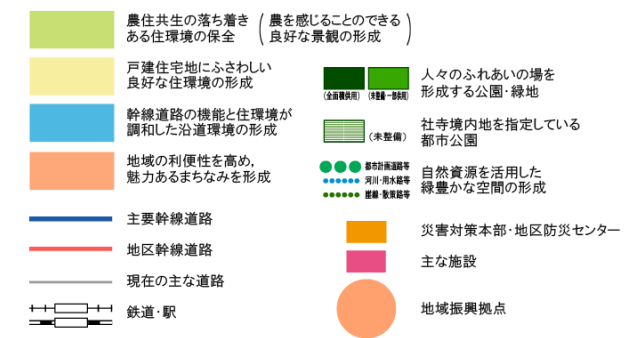 農住共生の落ち着き
ある住環境の保全
(農を感じることのできる
良好な景観の形成)
戸建住宅地にふさわしい
良好な住環境の形成
幹線道路の機能と住環境が
調和した沿道環境の形成
地域の利便性を高め,
魅力あるまちなみを形成
主要幹線道路
地区幹線道路
現在の主な道路
鉄道・駅
(全面積供用)
(未整備・一部供用)
人々のふれあいの場を
形成する公園・緑地
(未整備)
社寺境内地を指定している
都市公園
都市計画道路等
河川・用水路等
崖線・散策路等
自然資源を活用した
緑豊かな空間の形成
災害対策本部・地区防災センター
主な施設
地域振興拠点